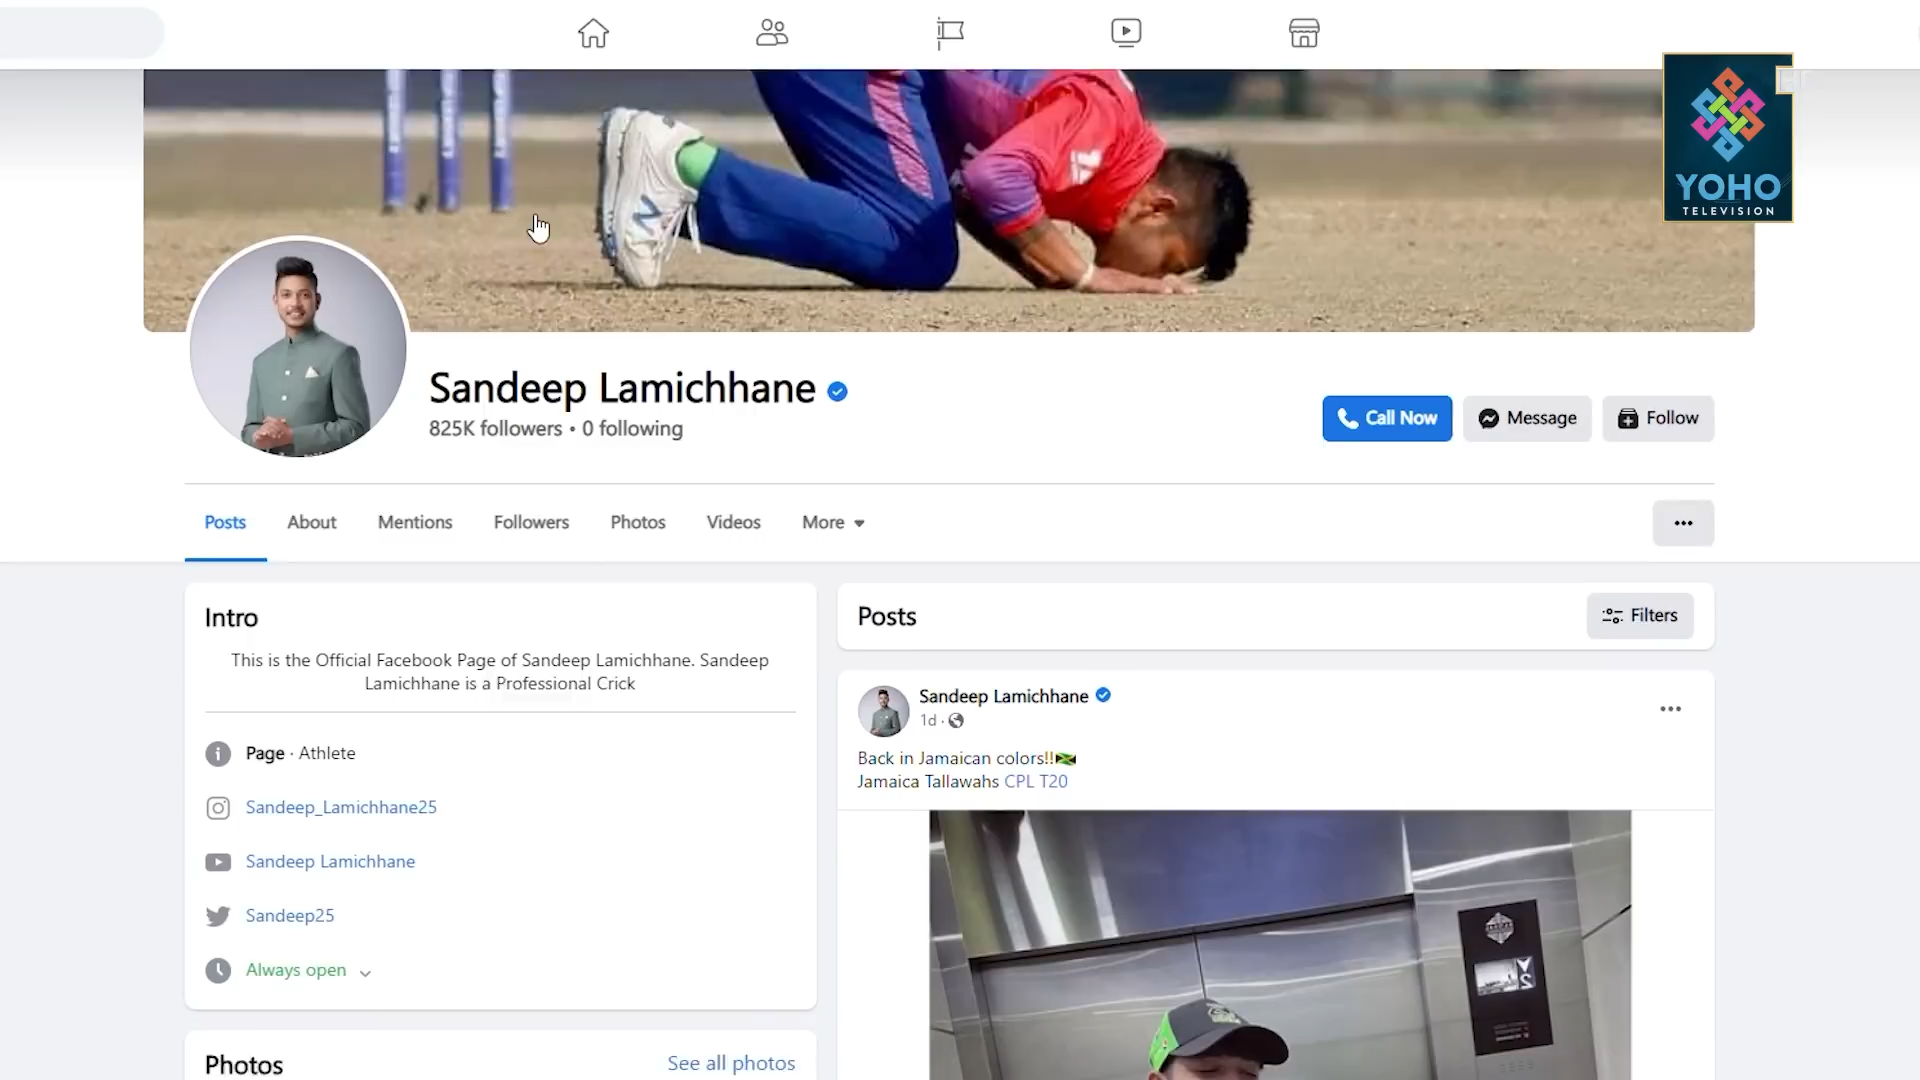 YOHO
TELEVISION
Sandeep Lamichhane
825K followers • 0 following
Call Now
Message
Follow
Posts
About
Mentions
Followers
Photos
Videos
More
Intro
This is the Official Facebook Page of Sandeep Lamichhane. Sandeep
Lamichhane is a Professional Crick
Page · Athlete
Sandeep_Lamichhane25
Sandeep Lamichhane
Sandeep25
Always open
Photos
See all photos
Posts
Filters
Sandeep Lamichhane
1d ·
Back in Jamaican colors!!🇯🇲
Jamaica Tallawahs CPL T20